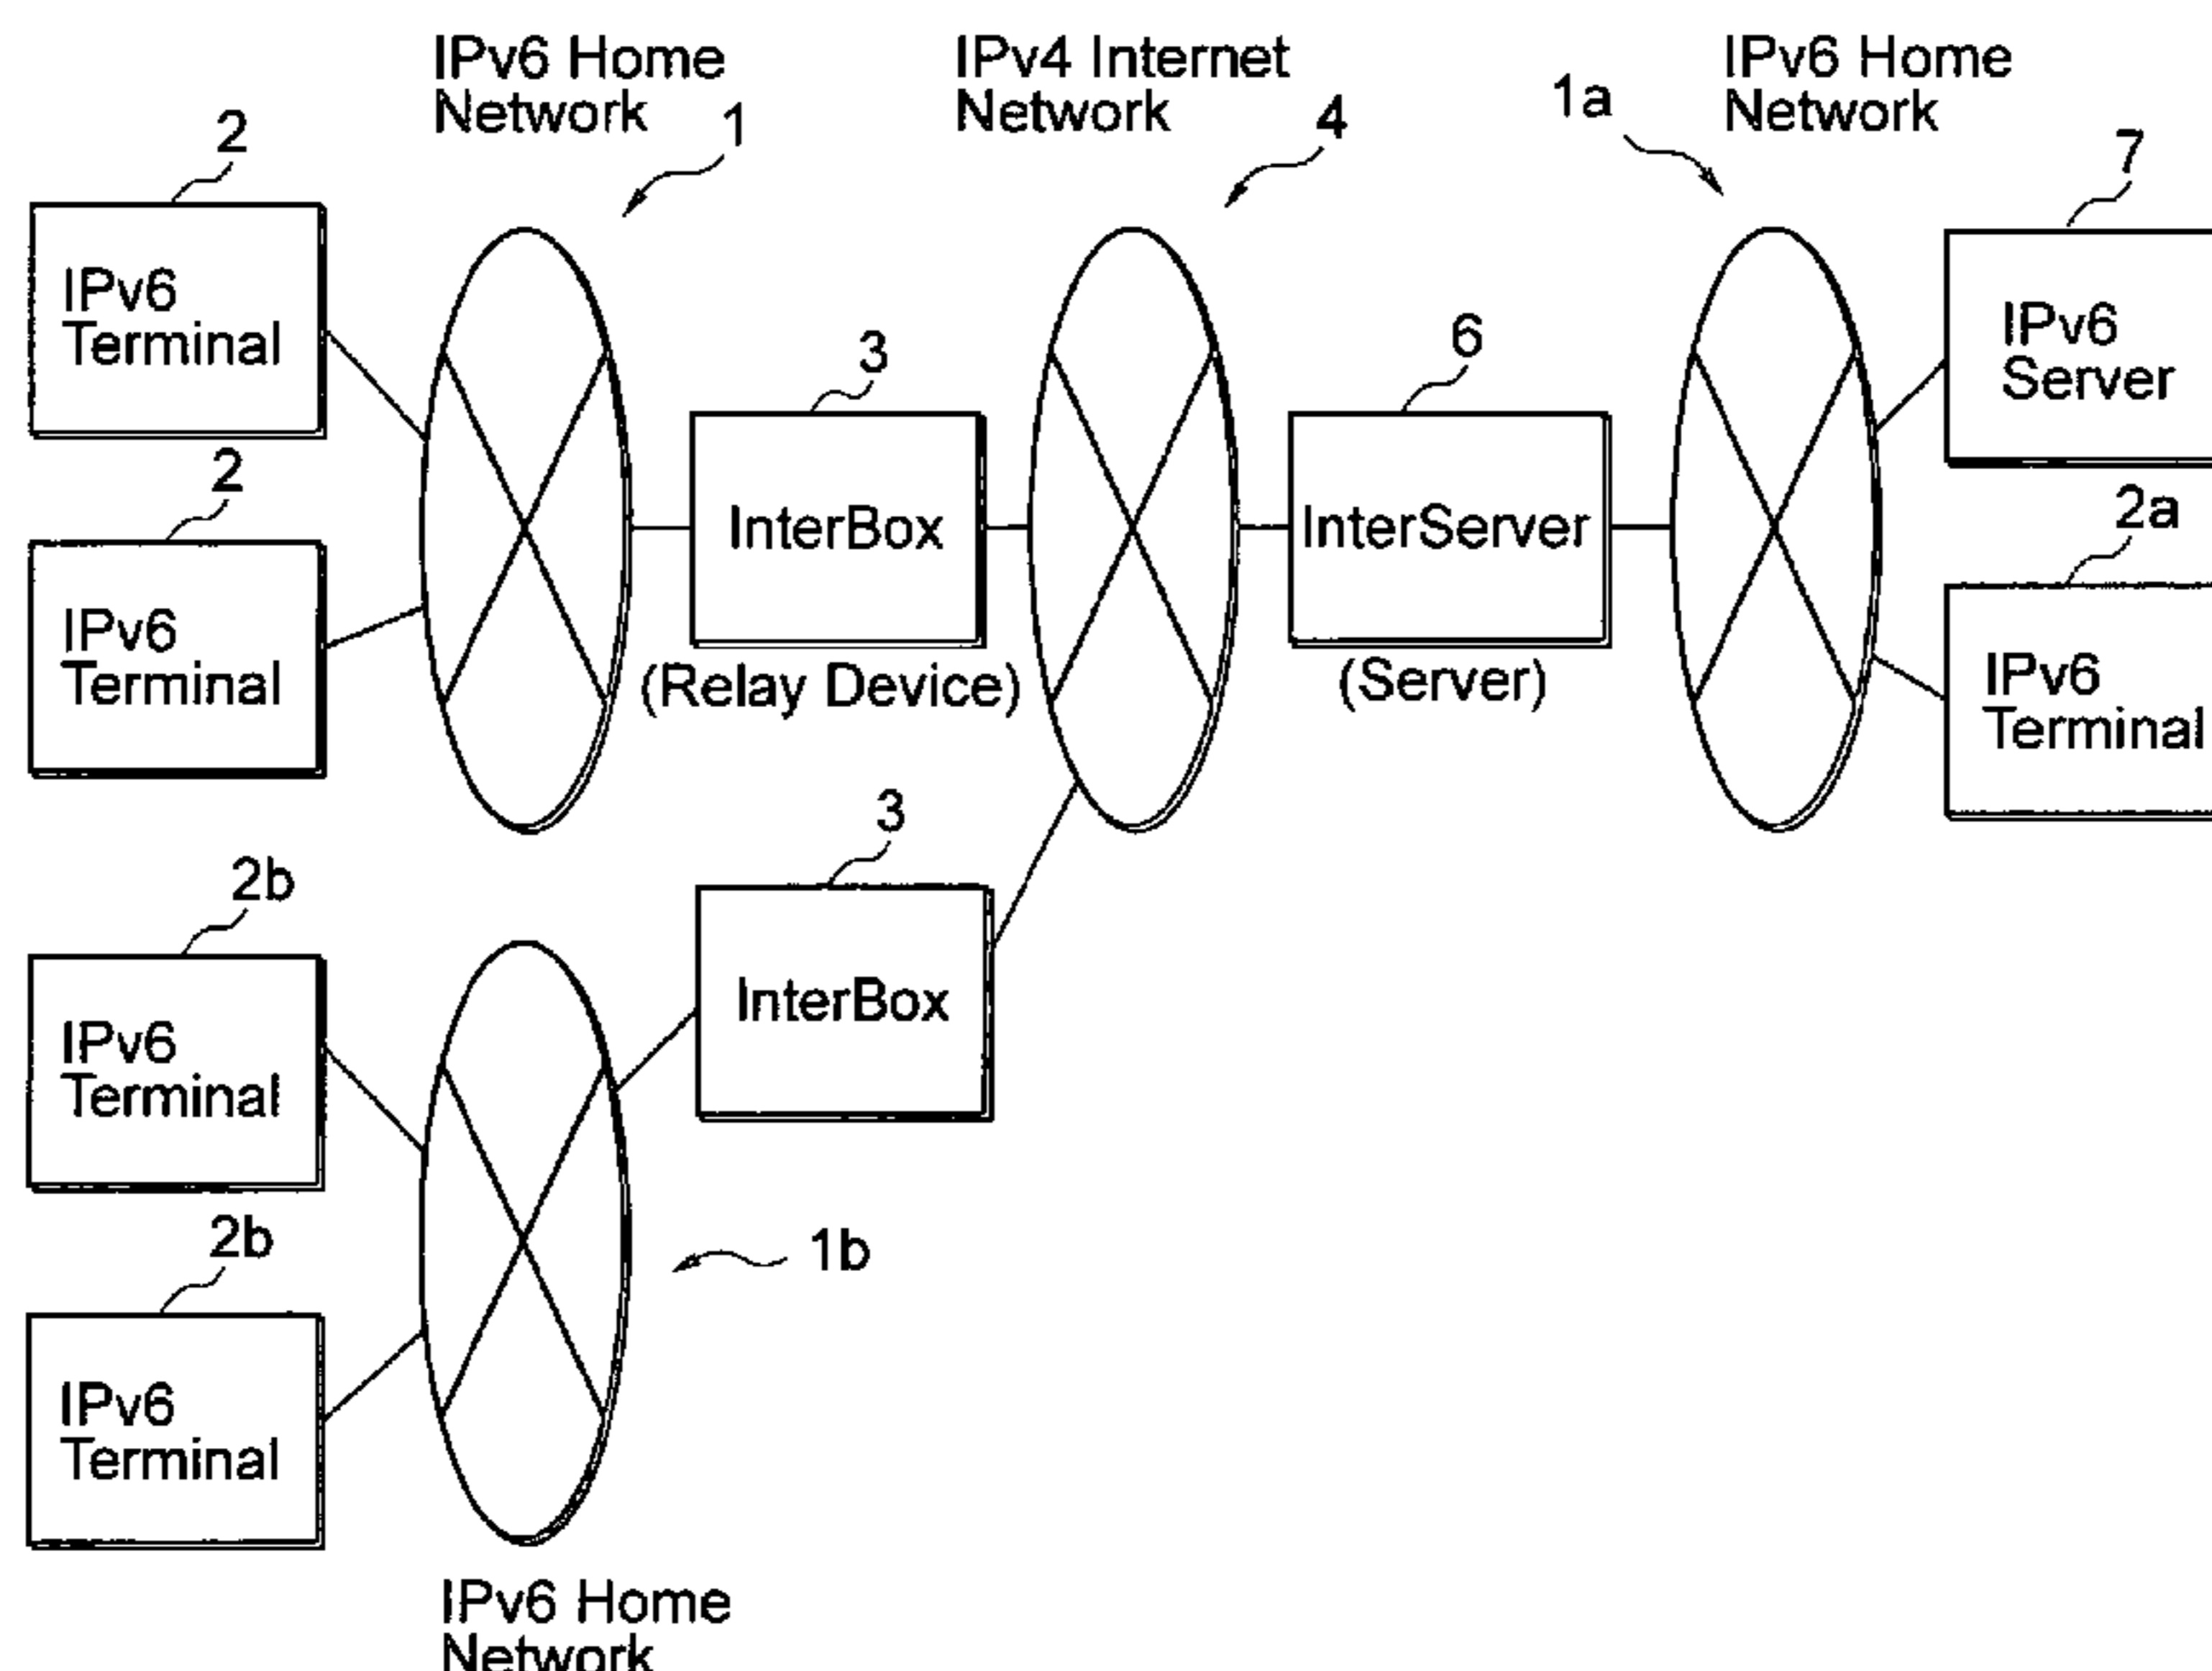 IPv6 Home
Network
1
IPv4 Internet
Network
4
1a
IPv6 Home
Network
2
IPv6
Terminal
2
IPv6
Terminal
3
InterBox
(Relay Device)
6
InterServer
(Server)
7
IPv6
Server
2a
IPv6
Terminal
2b
IPv6
Terminal
3
InterBox
2b
IPv6
Terminal
1b
IPv6 Home
Network